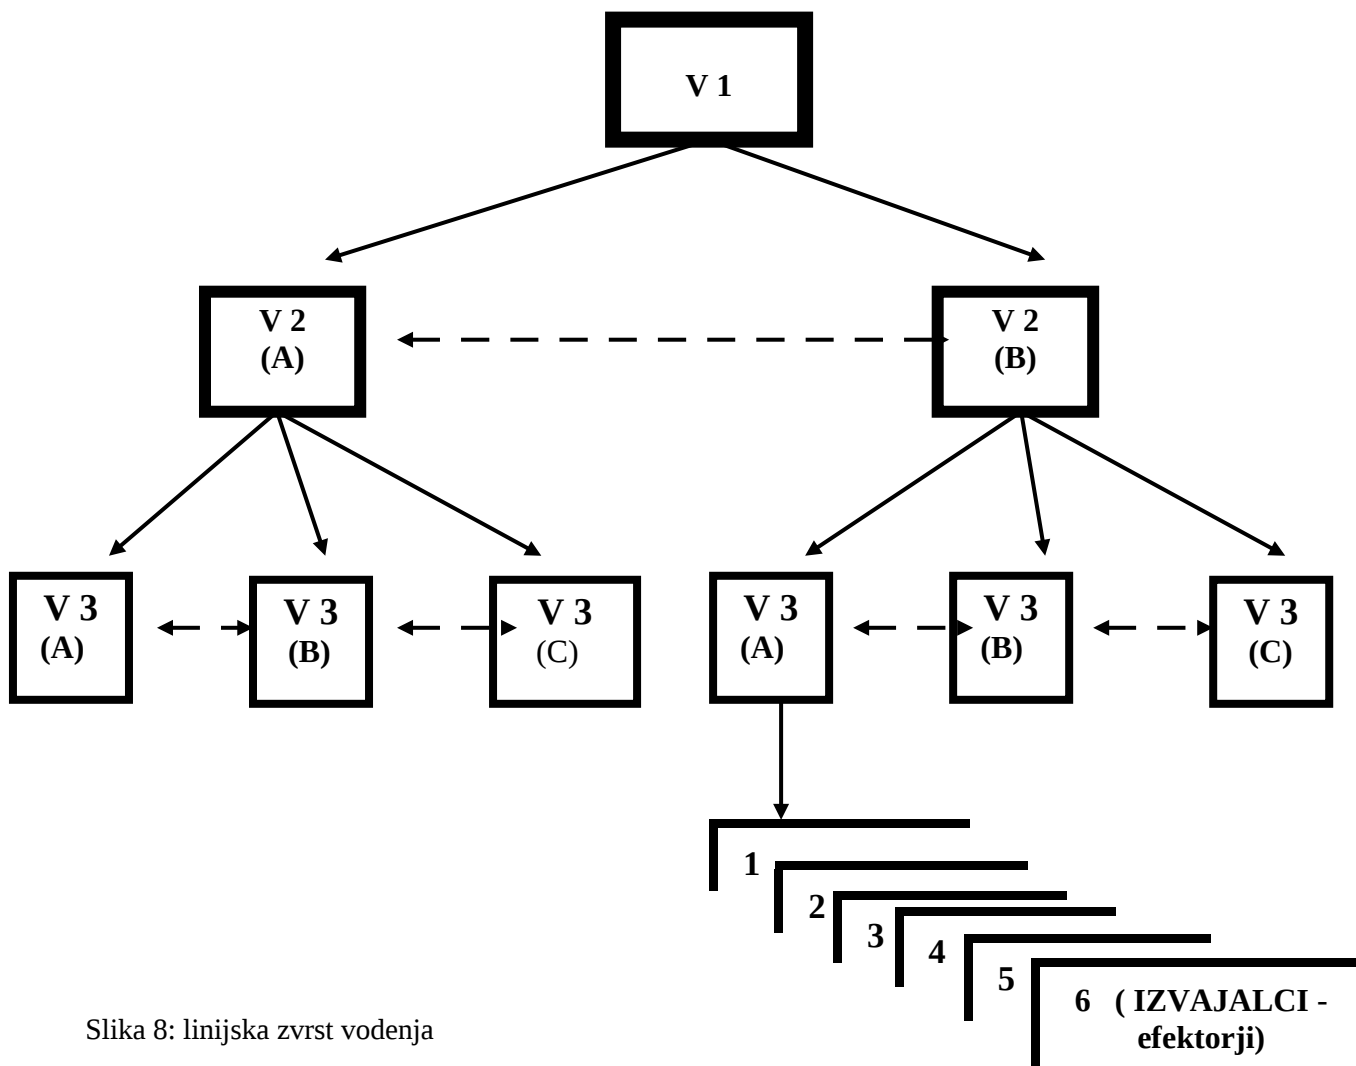 V 1
V 2
(A)
V 2
(B)
V 3
(A)
V 3
(B)
V 3
(C)
V 3
(A)
V 3
(B)
V 3
(C)
1
2
3
4
5
6 ( IZVAJALCI -
efektorji)
Slika 8: linijska zvrst vodenja